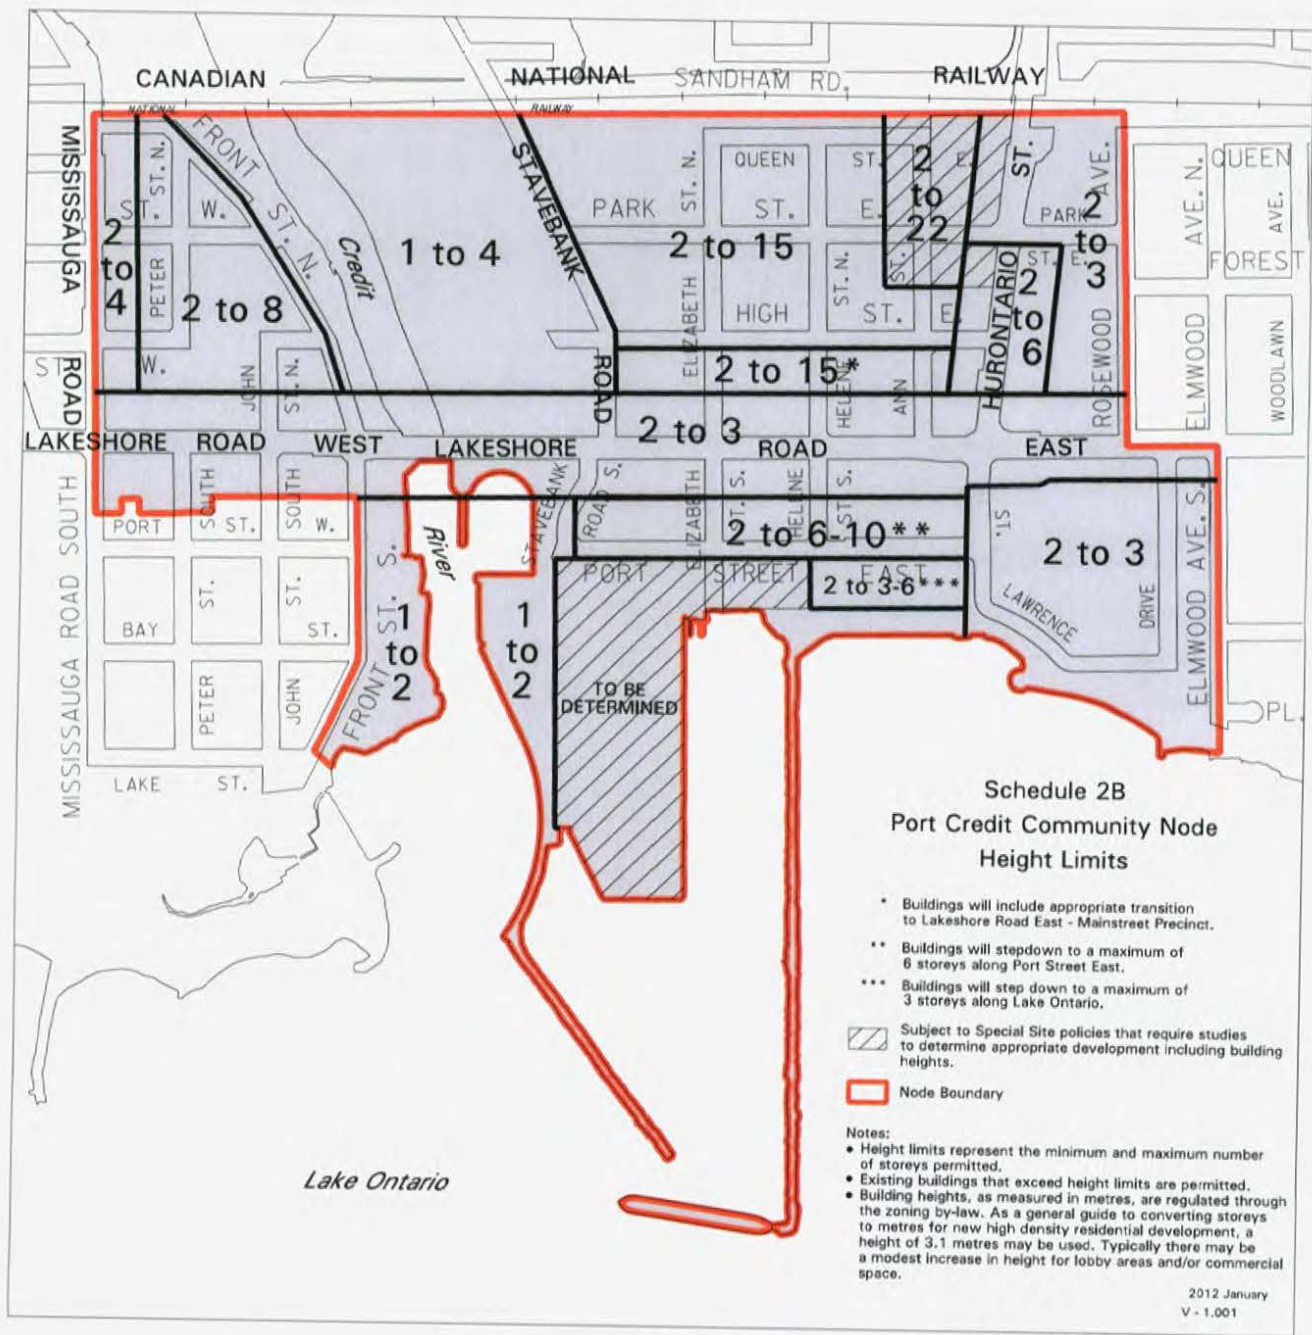 CANADIAN NATIONAL SANDHAM RD. RAILWAY
NATIONAL RAILWAY
MISSISSAUGA ROAD
FRONT ST. N.
STAVEBANK ROAD
ST. N.
QUEEN ST. E.
QUEEN
ST. W.
PARK ST. E.
PARK ST. E.
FOREST
AVE.
AVE. N.
AVE.
2 to 4
PETER
2 to 8
Credit
1 to 4
ELIZABETH ST. N.
2 to 15
2 to 22
ST.
HURONTARIO ST.
2 to 6
2 to 3
HIGH ST. E.
ST. W.
JOHN ST. N.
2 to 15*
HELENE ST. N.
ANN
ROSEWOOD
ELMWOOD
WOODLAWN
2 to 3
LAKESHORE ROAD WEST LAKESHORE ROAD EAST
MISSISSAUGA ROAD SOUTH
PORT ST. W.
SOUTH
SOUTH
BAY ST.
PETER ST.
JOHN ST.
LAKE ST.
FRONT ST. S.
River
1 to 2
STAVEBANK ROAD S.
ELIZABETH ST. S.
HELENE ST. S.
2 to 6-10**
PORT STREET EAST
2 to 3-6***
1 to 2
TO BE
DETERMINED
2 to 3
ST. LAWRENCE DRIVE
ELMWOOD AVE. S.
PL.
Schedule 2B
Port Credit Community Node
Height Limits
* Buildings will include appropriate transition
to Lakeshore Road East - Mainstreet Precinct.
** Buildings will stepdown to a maximum of
6 storeys along Port Street East.
*** Buildings will step down to a maximum of
3 storeys along Lake Ontario.
Subject to Special Site policies that require studies
to determine appropriate development including building
heights.
Node Boundary
Notes:
• Height limits represent the minimum and maximum number
of storeys permitted.
• Existing buildings that exceed height limits are permitted.
• Building heights, as measured in metres, are regulated through
the zoning by-law. As a general guide to converting storeys
to metres for new high density residential development, a
height of 3.1 metres may be used. Typically there may be
a modest increase in height for lobby areas and/or commercial
space.
Lake Ontario
2012 January
V - 1.001